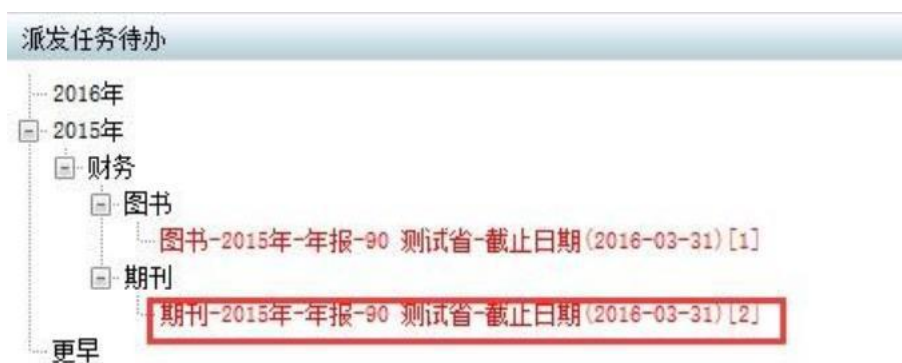 派发任务待办
2016年
2015年
财务
图书
图书-2015年-年报-90 测试省-截止日期(2016-03-31)[1]
期刊
期刊-2015年-年报-90 测试省-截止日期(2016-03-31)[2]
更早